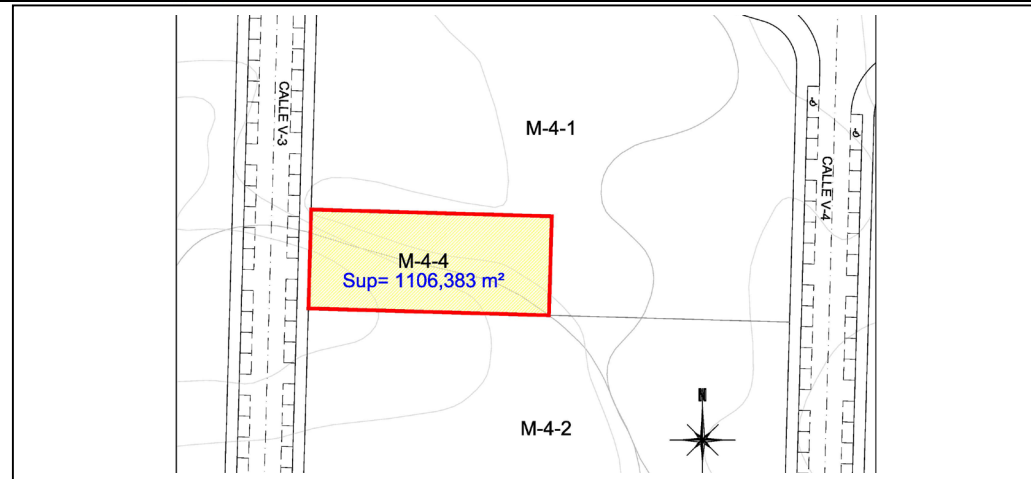 CALLE V-3
M-4-1
CALLE V-4
M-4-4
Sup= 1106,383 m²
M-4-2
N